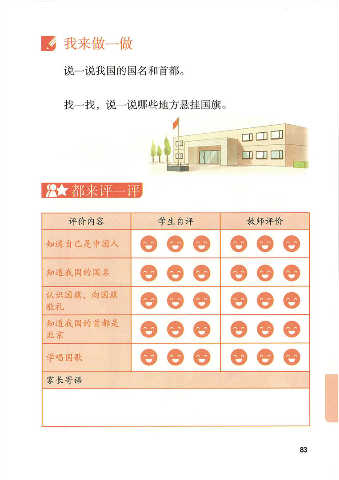 我来做一做
说一说我国的国名和首都。
找一找，说一说哪些地方悬挂国旗。
都来评一评
评价内容 学生自评 教师评价
知道自己是中国人
知道我国的国名
认识国旗、向国旗
敬礼
知道我国的首都是
北京
学唱国歌
家长寄语
83